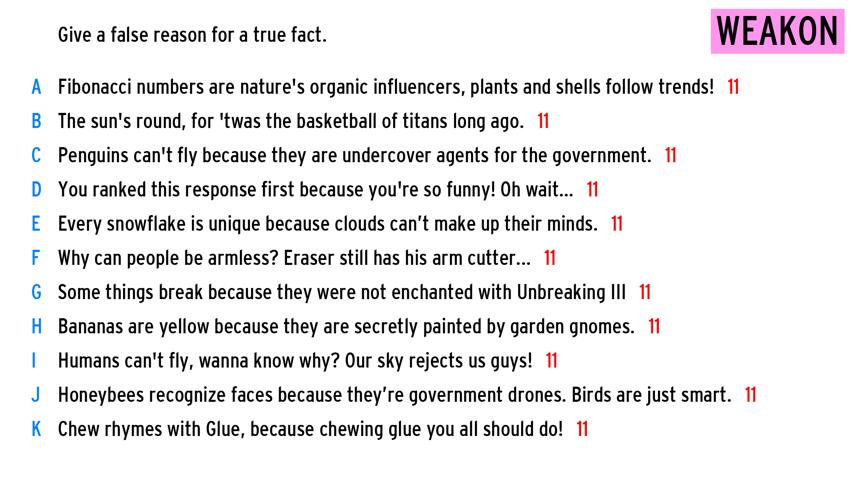 Give a false reason for a true fact.
WEAKON
A Fibonacci numbers are nature's organic influencers, plants and shells follow trends! 11
B The sun's round, for 'twas the basketball of titans long ago. 11
C Penguins can't fly because they are undercover agents for the government. 11
D You ranked this response first because you're so funny! Oh wait... 11
E Every snowflake is unique because clouds can’t make up their minds. 11
F Why can people be armless? Eraser still has his arm cutter... 11
G Some things break because they were not enchanted with Unbreaking III 11
H Bananas are yellow because they are secretly painted by garden gnomes. 11
I Humans can't fly, wanna know why? Our sky rejects us guys! 11
J Honeybees recognize faces because they’re government drones. Birds are just smart. 11
K Chew rhymes with Glue, because chewing glue you all should do! 11